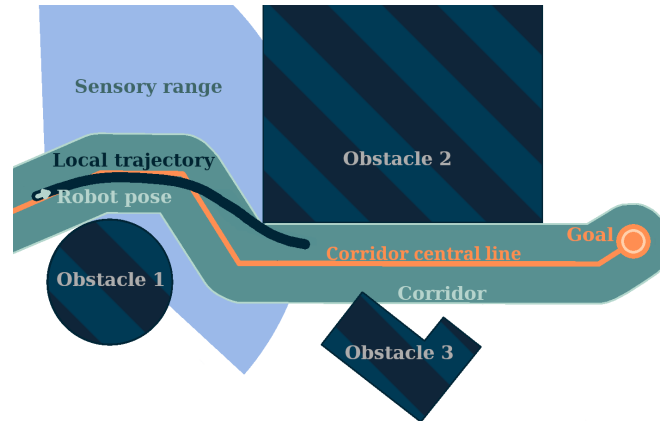 Sensory range
Local trajectory
Obstacle 2
Robot pose
Goal
Corridor central line
Obstacle 1
Corridor
Obstacle 3